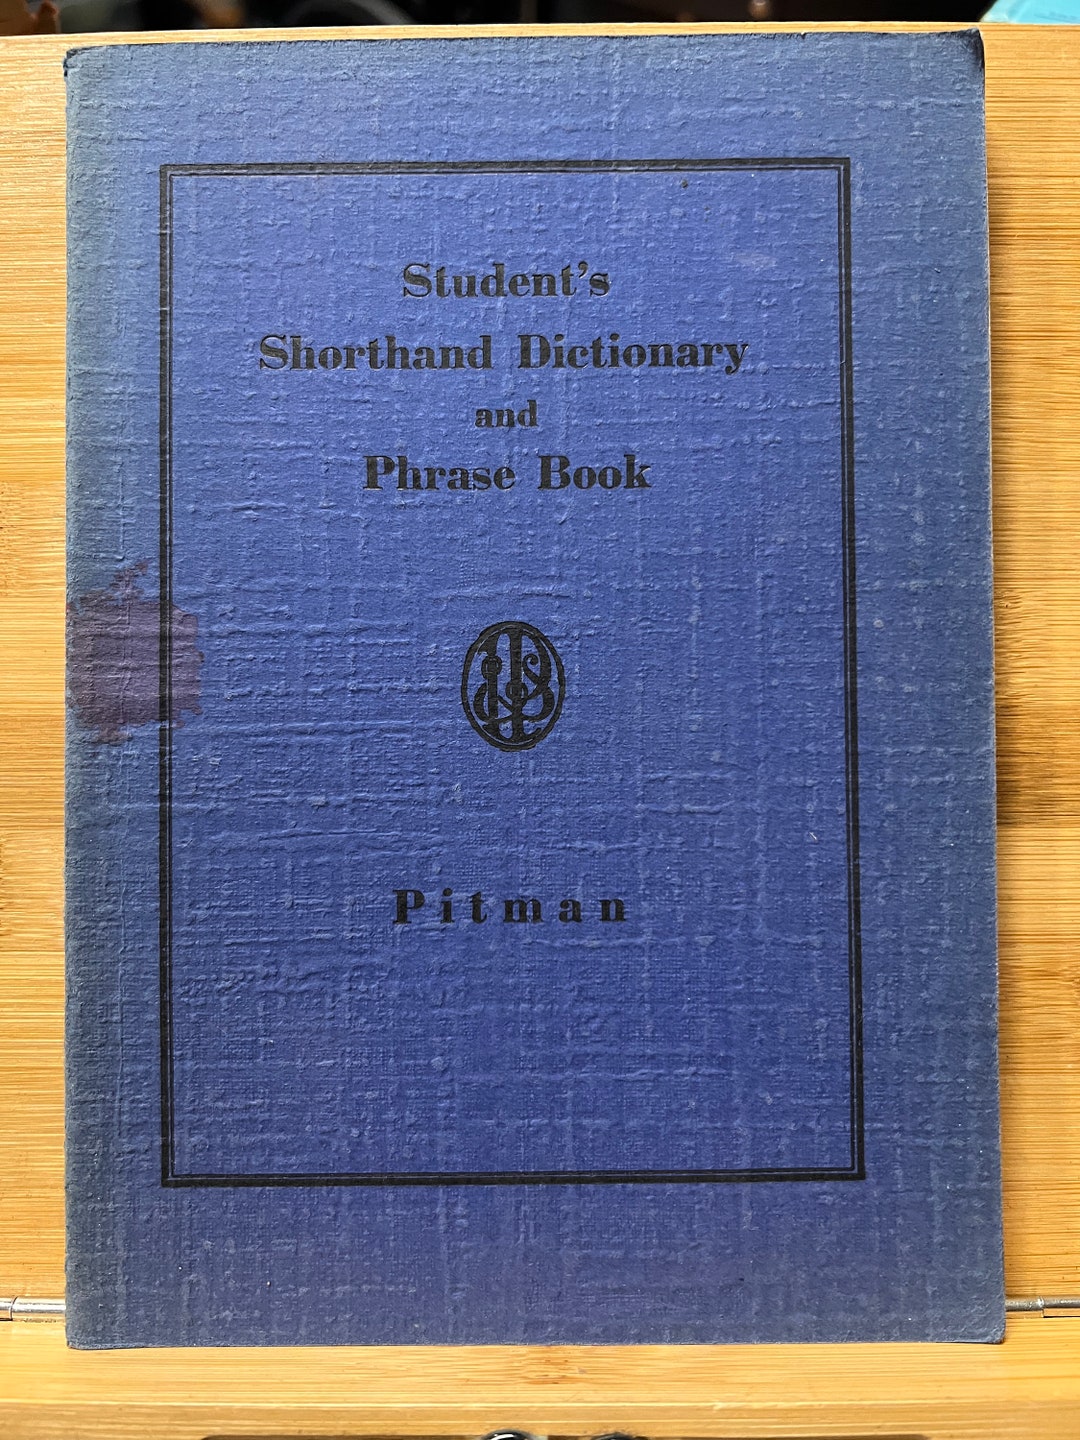 Student's
Shorthand Dictionary
and
Phrase Book
Pitman